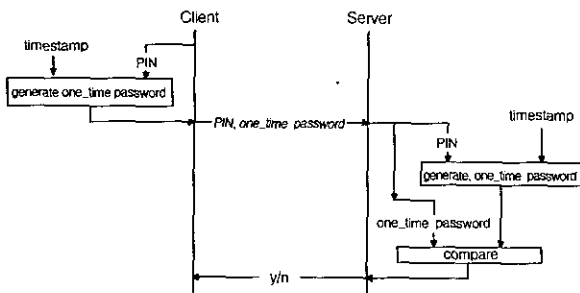 Client
Server
timestamp
PIN
generate one_time password
PIN, one_time password
timestamp
PIN
generate, one_time password
one_time password
compare
y/n